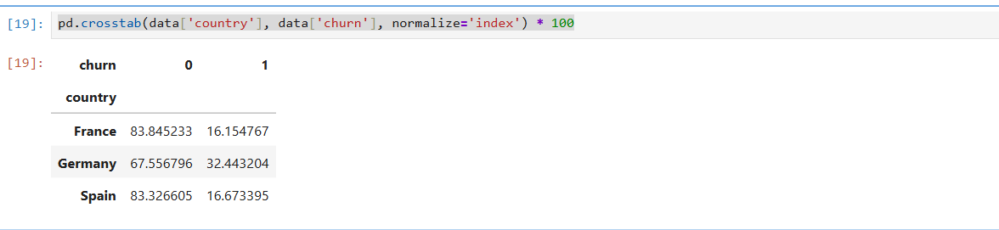 [19]: pd.crosstab(data['country'], data['churn'], normalize='index') * 100
[19]: churn 0 1
country
France 83.845233 16.154767
Germany 67.556796 32.443204
Spain 83.326605 16.673395